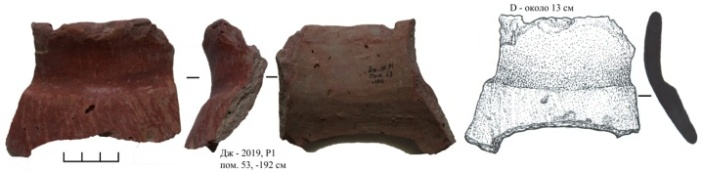 D - около 13 см
Дж - 2019, Р1
пом. 53, -192 см